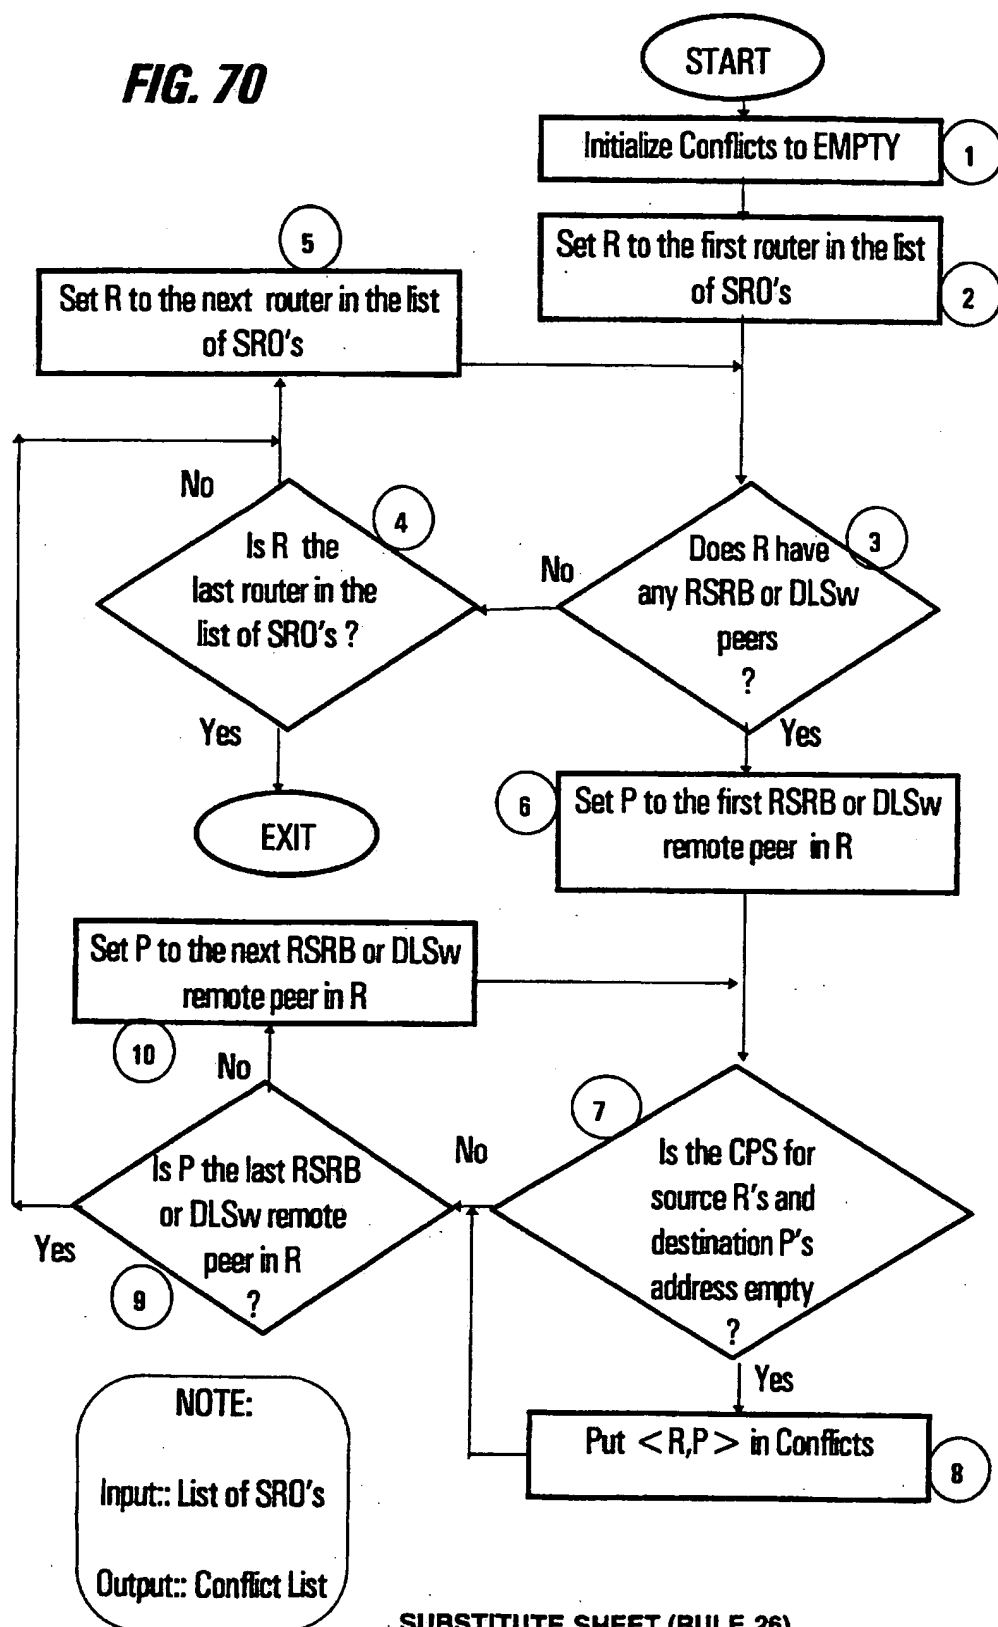 FIG. 70
START
Initialize Conflicts to EMPTY
1
Set R to the first router in the list
of SRO's
2
5
Set R to the next router in the list
of SRO's
No
4
Is R the
last router in the
list of SRO's ?
Yes
EXIT
3
Does R have
any RSRB or DLSw
peers
?
No
Yes
6
Set P to the first RSRB or DLSw
remote peer in R
Set P to the next RSRB or DLSw
remote peer in R
10
No
7
Is the CPS for
source R's and
destination P's
address empty
?
No
Yes
Is P the last RSRB
or DLSw remote
peer in R
?
Yes
9
Put <R,P> in Conflicts
8
NOTE:
Input:: List of SRO's
Output:: Conflict List
SUBSTITUTE SHEET (RULE 26)